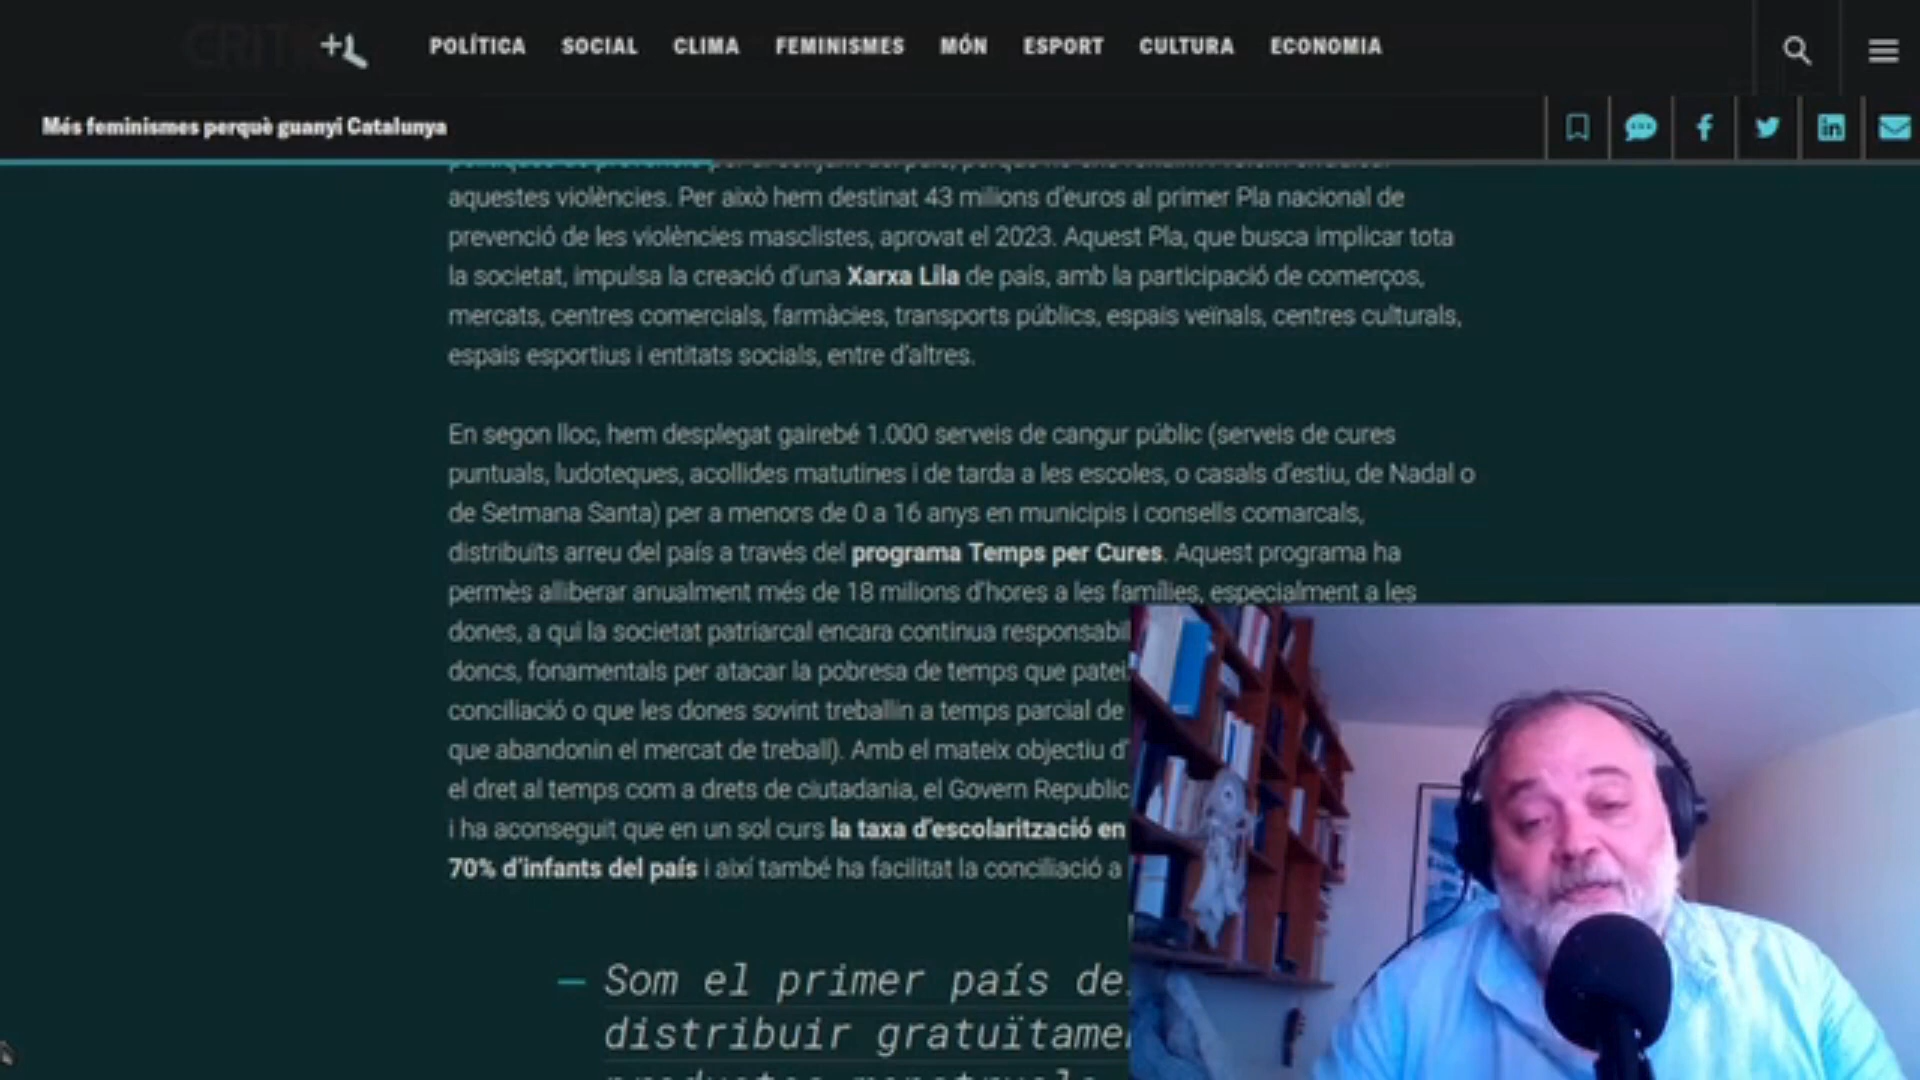 CRÍTIC
POLÍTICA SOCIAL CLIMA FEMINISMES MÓN ESPORT CULTURA ECONOMIA
Més feminismes perquè guanyi Catalunya
aquestes violències. Per això hem destinat 43 milions d'euros al primer Pla nacional de
prevenció de les violències masclistes, aprovat el 2023. Aquest Pla, que busca implicar tota
la societat, impulsa la creació d'una Xarxa Lila de país, amb la participació de comerços,
mercats, centres comercials, farmàcies, transports públics, espais veïnals, centres culturals,
espais esportius i entitats socials, entre d'altres.
En segon lloc, hem desplegat gairebé 1.000 serveis de cangur públic (serveis de cures
puntuals, ludoteques, acollides matutines i de tarda a les escoles, o casals d'estiu, de Nadal o
de Setmana Santa) per a menors de 0 a 16 anys en municipis i consells comarcals,
distribuïts arreu del país a través del programa Temps per Cures. Aquest programa ha
permès alliberar anualment més de 18 milions d'hores a les famílies, especialment a les
dones, a qui la societat patriarcal encara continua responsabil
doncs, fonamentals per atacar la pobresa de temps que patei
conciliació o que les dones sovint treballin a temps parcial de
que abandonin el mercat de treball). Amb el mateix objectiu d'
el dret al temps com a drets de ciutadania, el Govern Republic
i ha aconseguit que en un sol curs la taxa d'escolarització en
70% d'infants del país i així també ha facilitat la conciliació a
— Som el primer país de
distribuir gratuïtame